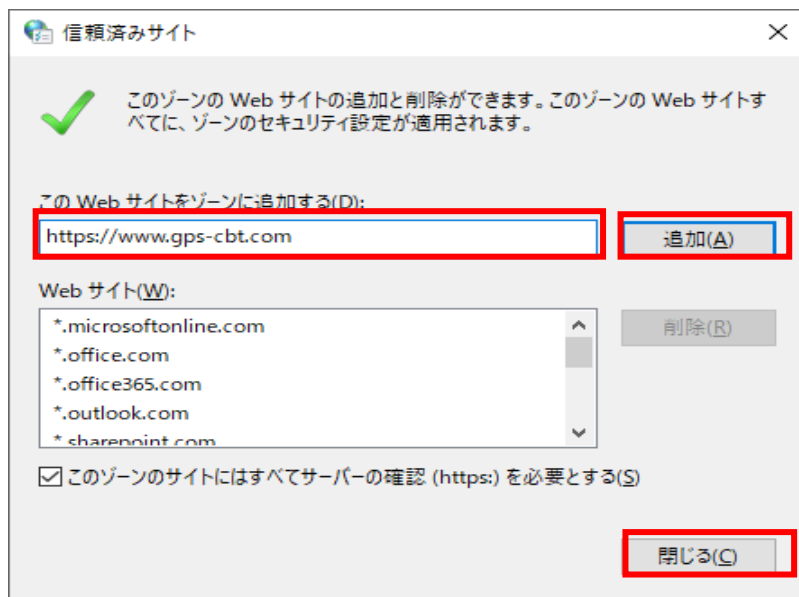 信頼済みサイト
このゾーンの Web サイトの追加と削除ができます。このゾーンの Web サイトす
べてに、ゾーンのセキュリティ設定が適用されます。
この Web サイトをゾーンに追加する(D):
https://www.gps-cbt.com
追加(A)
Web サイト(W):
*.microsoftonline.com
*.office.com
*.office365.com
*.outlook.com
*.sharepoint.com
削除(R)
このゾーンのサイトにはすべてサーバーの確認 (https:) を必要とする(S)
閉じる(C)